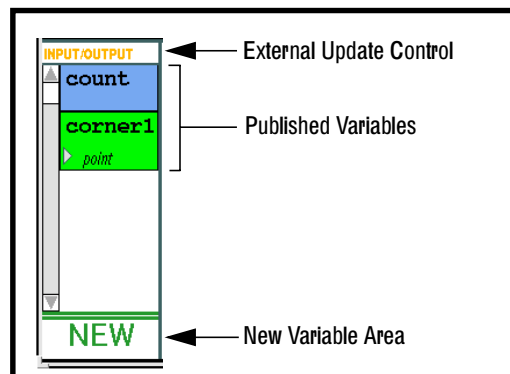 INPUT/OUTPUT
External Update Control
count
corner1
point
Published Variables
NEW
New Variable Area